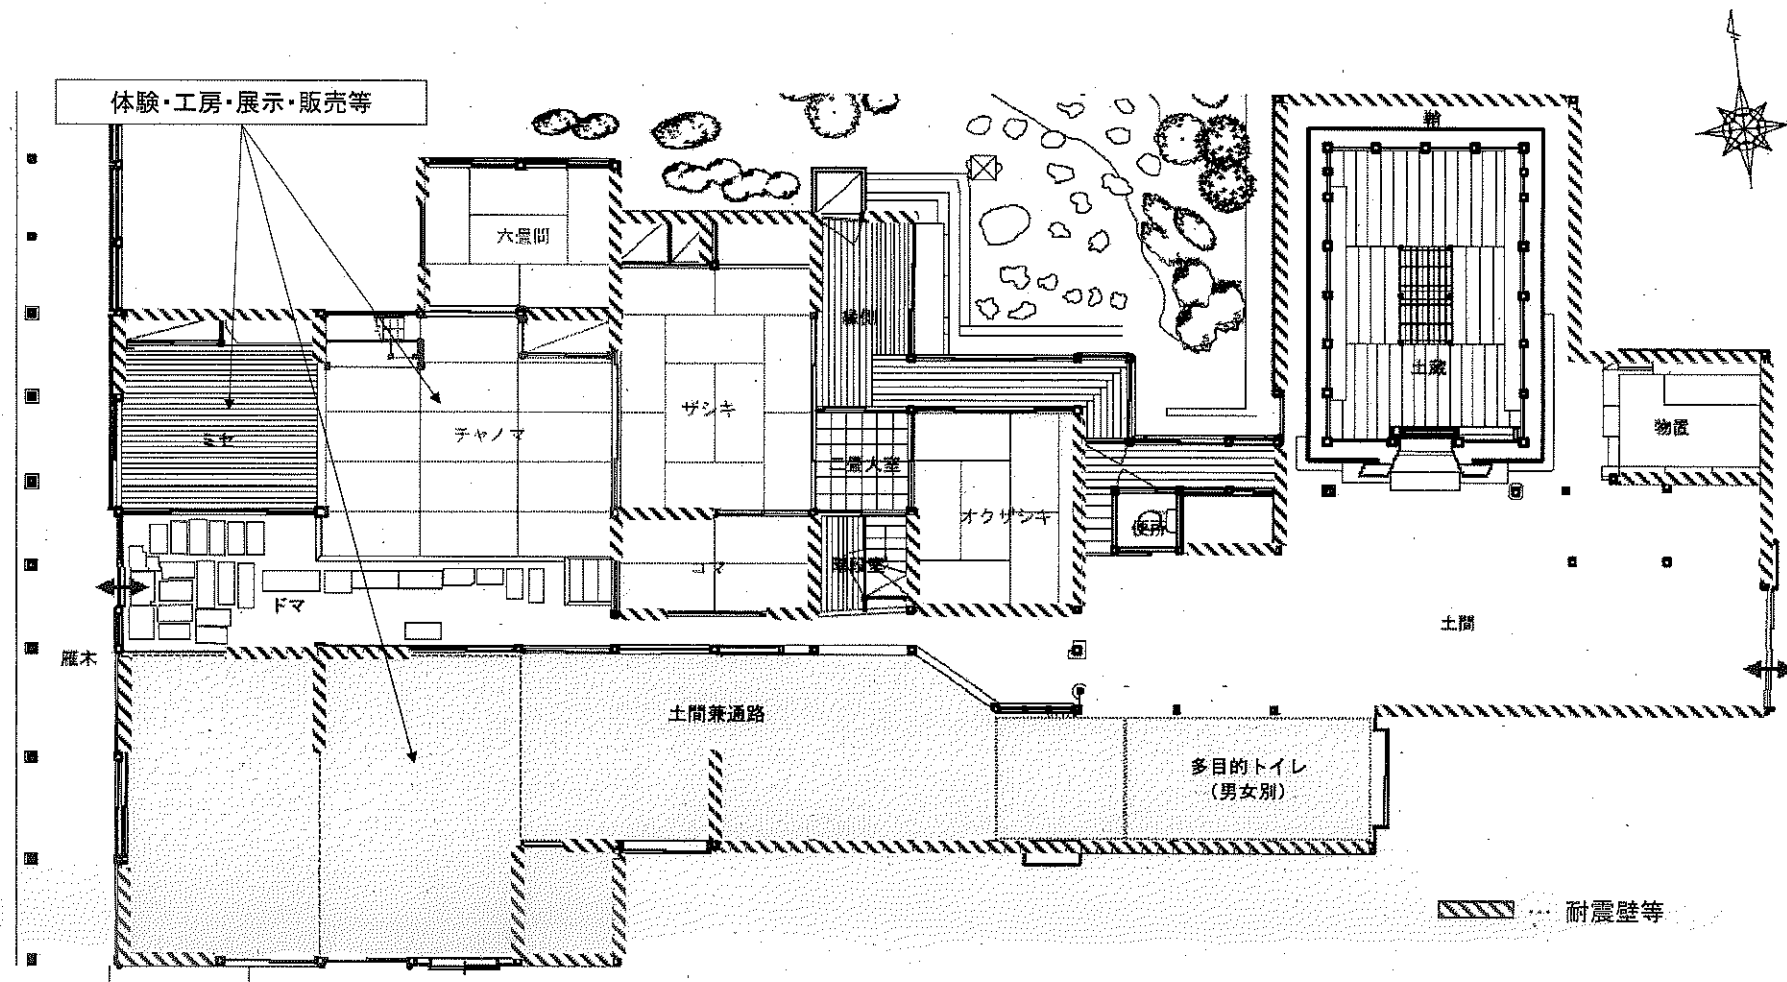 体験・工房・展示・販売等
鞘
六畳間
縁側
土蔵
ミセ
チャノマ
ザシキ
物置
オクザシキ
便所
コマ
階段室
ドマ
土間
雁木
土間兼通路
多目的トイレ
(男女別)
… 耐震壁等